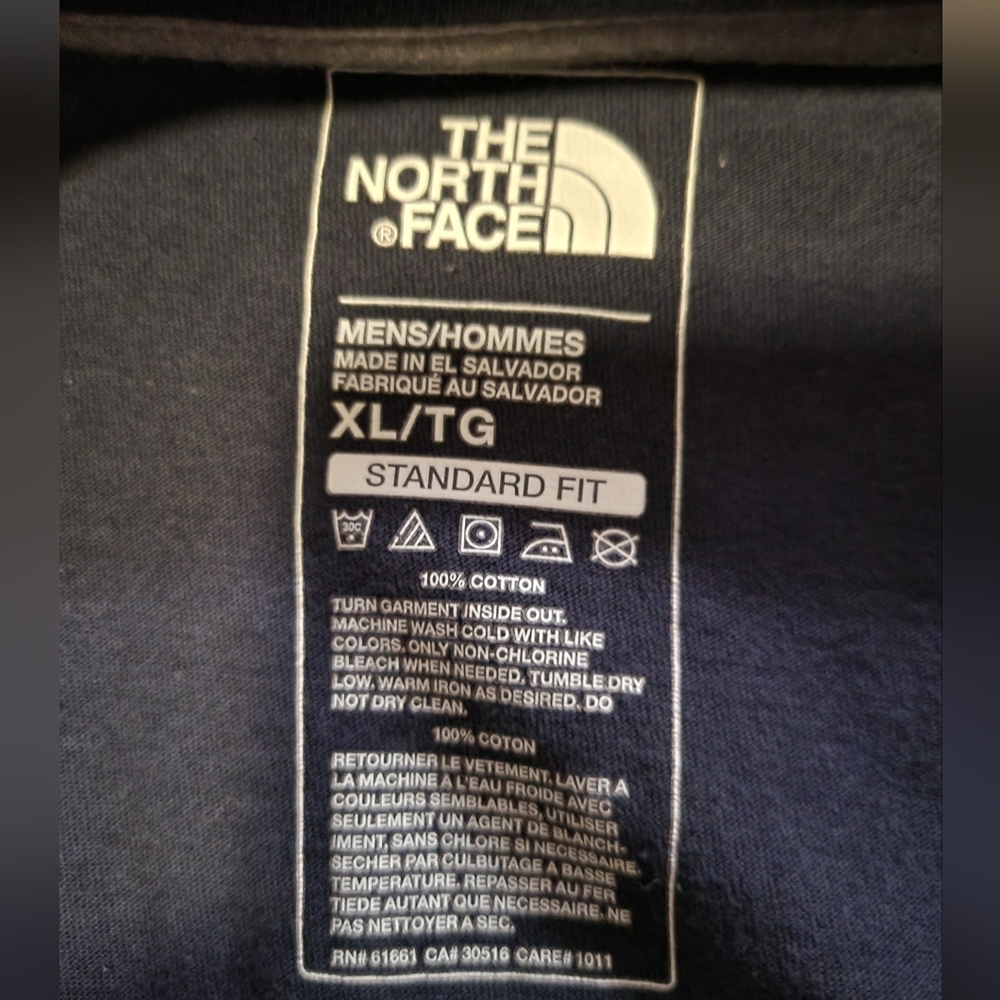 THE
NORTH
®FACE
MENS/HOMMES
MADE IN EL SALVADOR
FABRIQUÉ AU SALVADOR
XL/TG
STANDARD FIT
30C
100% COTTON
TURN GARMENT INSIDE OUT.
MACHINE WASH COLD WITH LIKE
COLORS. ONLY NON-CHLORINE
BLEACH WHEN NEEDED. TUMBLE DRY
LOW. WARM IRON AS DESIRED. DO
NOT DRY CLEAN.
100% COTON
RETOURNER LE VETEMENT. LAVER A
LA MACHINE A L'EAU FROIDE AVEC
COULEURS SEMBLABLES, UTILISER
SEULEMENT UN AGENT DE BLANCH-
IMENT, SANS CHLORE SI NECESSAIRE.
SECHER PAR CULBUTAGE A BASSE
TEMPERATURE. REPASSER AU FER
TIEDE AUTANT QUE NECESSAIRE. NE
PAS NETTOYER A SEC.
RN# 61661 CA# 30516 CARE# 1011